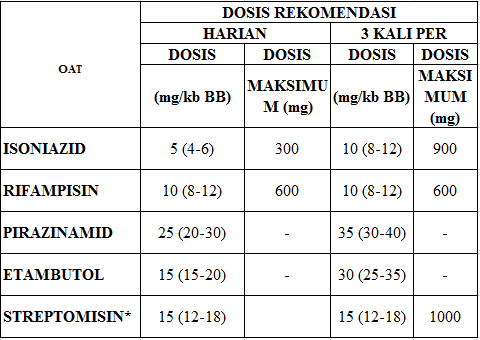 DOSIS REKOMENDASI
OAT
HARIAN 3 KALI PER
DOSIS DOSIS DOSIS DOSIS
(mg/kb BB) MAKSIMU
M (mg) (mg/kb BB) MAKSI
MUM
(mg)
ISONIAZID 5 (4-6) 300 10 (8-12) 900
RIFAMPISIN 10 (8-12) 600 10 (8-12) 600
PIRAZINAMID 25 (20-30) - 35 (30-40) -
ETAMBUTOL 15 (15-20) - 30 (25-35) -
STREPTOMISIN* 15 (12-18) 15 (12-18) 1000